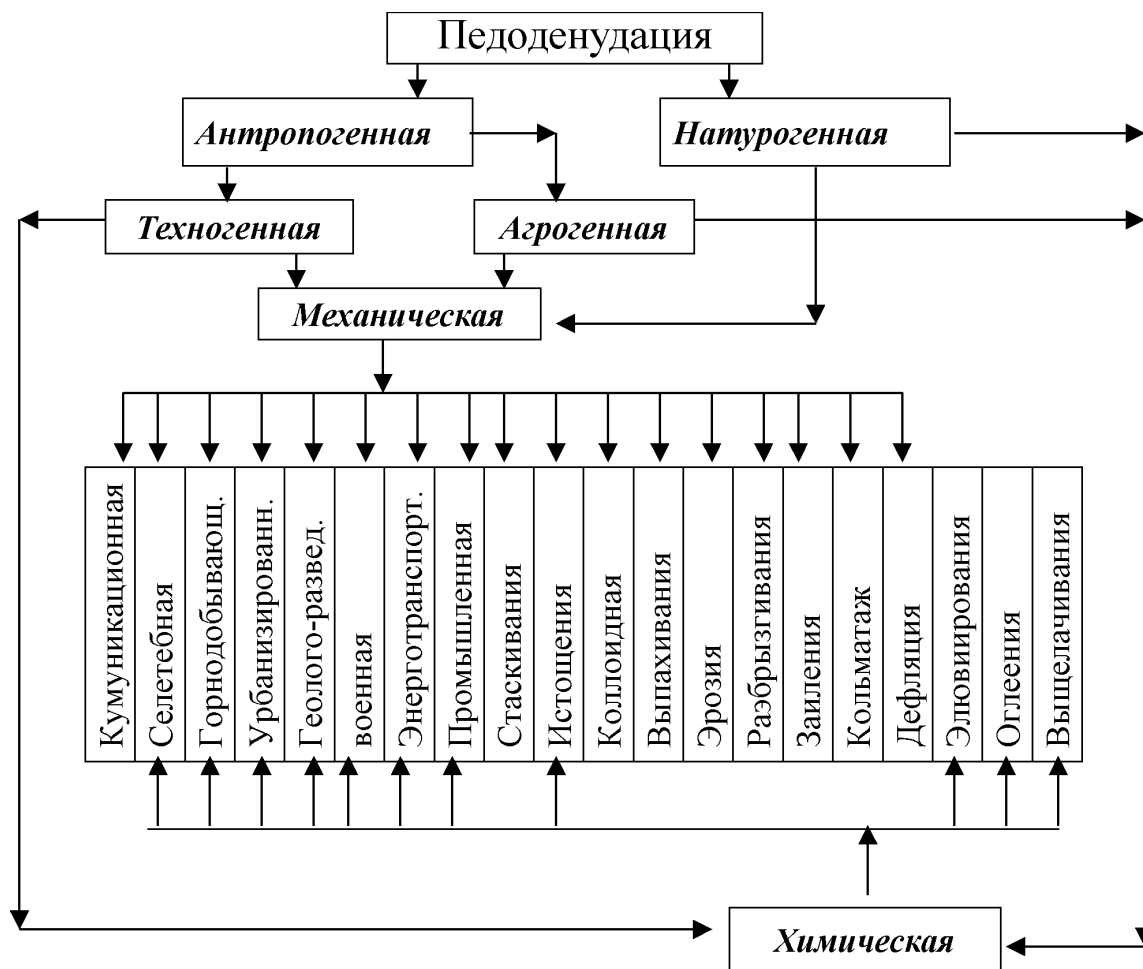 Педоденудация
Антропогенная
Натурогенная
Техногенная
Агрогенная
Механическая
Кумуникационная
Селетебная
Горнодобывающ.
Урбанизированн.
Геолого-развед.
военная
Энерготранспорт.
Промышленная
Стаскивания
Истощения
Коллоидная
Выпахивания
Эрозия
Раэбрызгивания
Заиления
Кольматаж
Дефляция
Элювиирования
Оглеения
Выщелачивания
Химическая